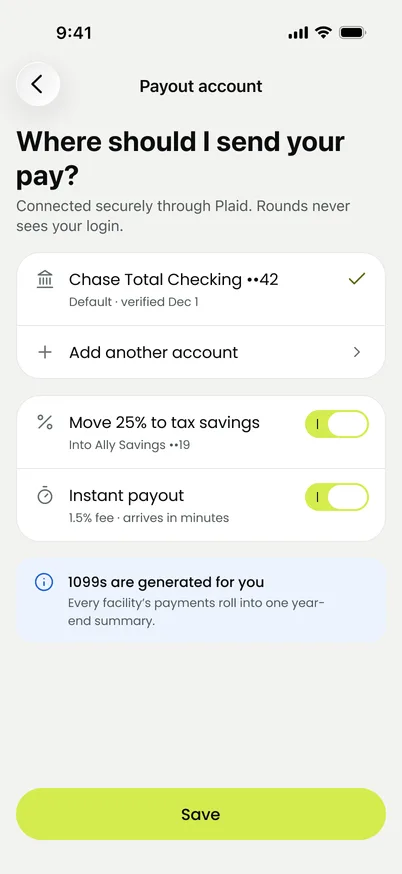 9:41
Payout account
Where should I send your
pay?
Connected securely through Plaid. Rounds never
sees your login.
Chase Total Checking ••42
Default · verified Dec 1
Add another account
Move 25% to tax savings
Into Ally Savings ••19
Instant payout
1.5% fee · arrives in minutes
1099s are generated for you
Every facility’s payments roll into one year-
end summary.
Save